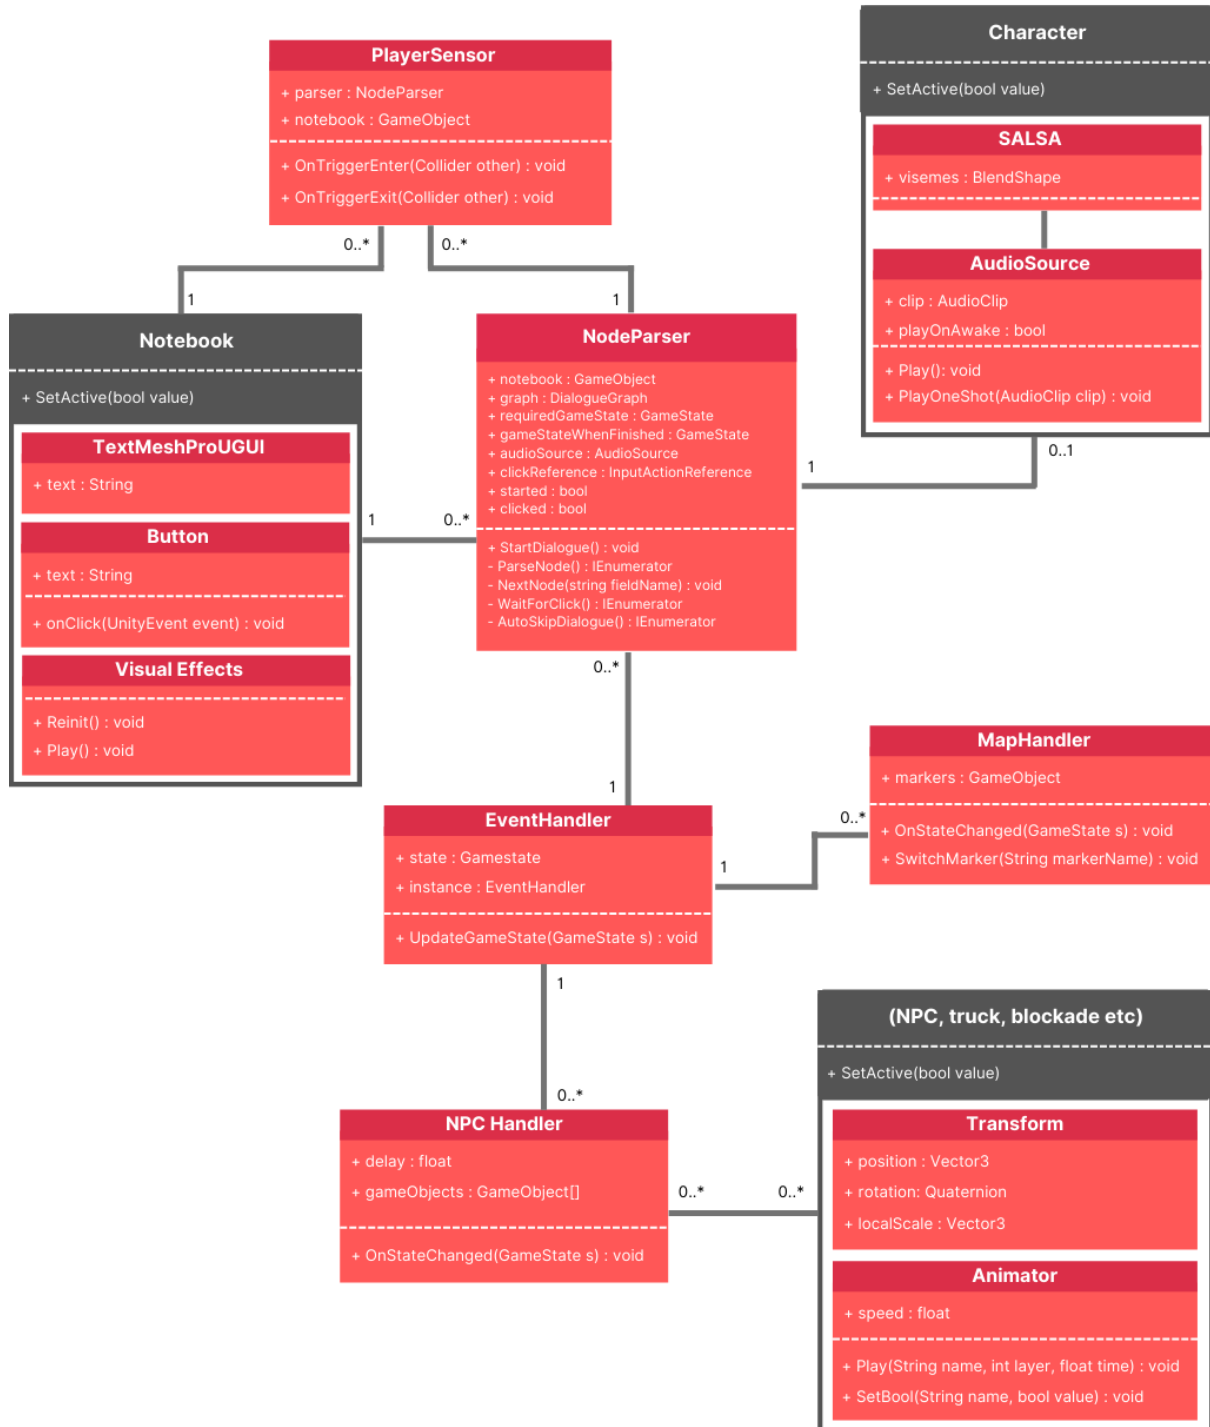 PlayerSensor
+ parser : NodeParser
+ notebook : GameObject
+ OnTriggerEnter(Collider other) : void
+ OnTriggerExit(Collider other) : void
0..*
0..*
1
1
Character
+ SetActive(bool value)
SALSA
+ visemes : BlendShape
AudioSource
+ clip : AudioClip
+ playOnAwake : bool
+ Play(): void
+ PlayOneShot(AudioClip clip) : void
0..1
1
Notebook
+ SetActive(bool value)
TextMeshProUGUI
+ text : String
Button
+ text : String
+ onClick(UnityEvent event) : void
Visual Effects
+ Reinit() : void
+ Play() : void
1
0..*
NodeParser
+ notebook : GameObject
+ graph : DialogueGraph
+ requiredGameState : GameState
+ gameStateWhenFinished : GameState
+ audioSource : AudioSource
+ clickReference : InputActionReference
+ started : bool
+ clicked : bool
+ StartDialogue() : void
- ParseNode() : IEnumerator
- NextNode(string fieldName) : void
- WaitForClick() : IEnumerator
- AutoSkipDialogue() : IEnumerator
0..*
1
MapHandler
+ markers : GameObject
+ OnStateChanged(GameState s) : void
+ SwitchMarker(String markerName) : void
0..*
1
EventHandler
+ state : Gamestate
+ instance : EventHandler
+ UpdateGameState(GameState s) : void
1
0..*
NPC Handler
+ delay : float
+ gameObjects : GameObject[]
+ OnStateChanged(GameState s) : void
0..*
0..*
(NPC, truck, blockade etc)
+ SetActive(bool value)
Transform
+ position : Vector3
+ rotation: Quaternion
+ localScale : Vector3
Animator
+ speed : float
+ Play(String name, int layer, float time) : void
+ SetBool(String name, bool value) : void